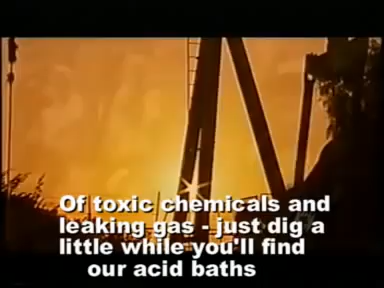 Of toxic chemicals and
leaking gas - just dig a
little while you'll find
our acid baths